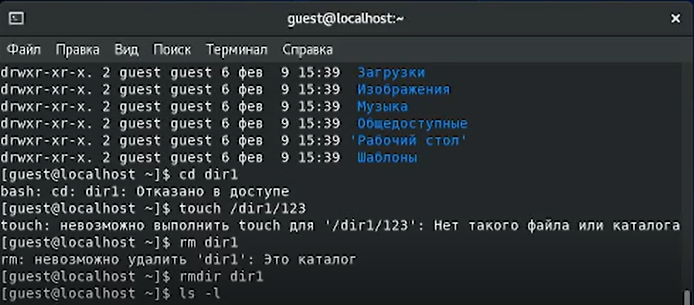 guest@localhost:~
Файл Правка Вид Поиск Терминал Справка
drwxr-xr-x. 2 guest guest 6 фев  9 15:39  Загрузки
drwxr-xr-x. 2 guest guest 6 фев  9 15:39  Изображения
drwxr-xr-x. 2 guest guest 6 фев  9 15:39  Музыка
drwxr-xr-x. 2 guest guest 6 фев  9 15:39  Общедоступные
drwxr-xr-x. 2 guest guest 6 фев  9 15:39 'Рабочий стол'
drwxr-xr-x. 2 guest guest 6 фев  9 15:39  Шаблоны
[guest@localhost ~]$ cd dir1
bash: cd: dir1: Отказано в доступе
[guest@localhost ~]$ touch /dir1/123
touch: невозможно выполнить touch для '/dir1/123': Нет такого файла или каталога
[guest@localhost ~]$ rm dir1
rm: невозможно удалить 'dir1': Это каталог
[guest@localhost ~]$ rmdir dir1
[guest@localhost ~]$ ls -l